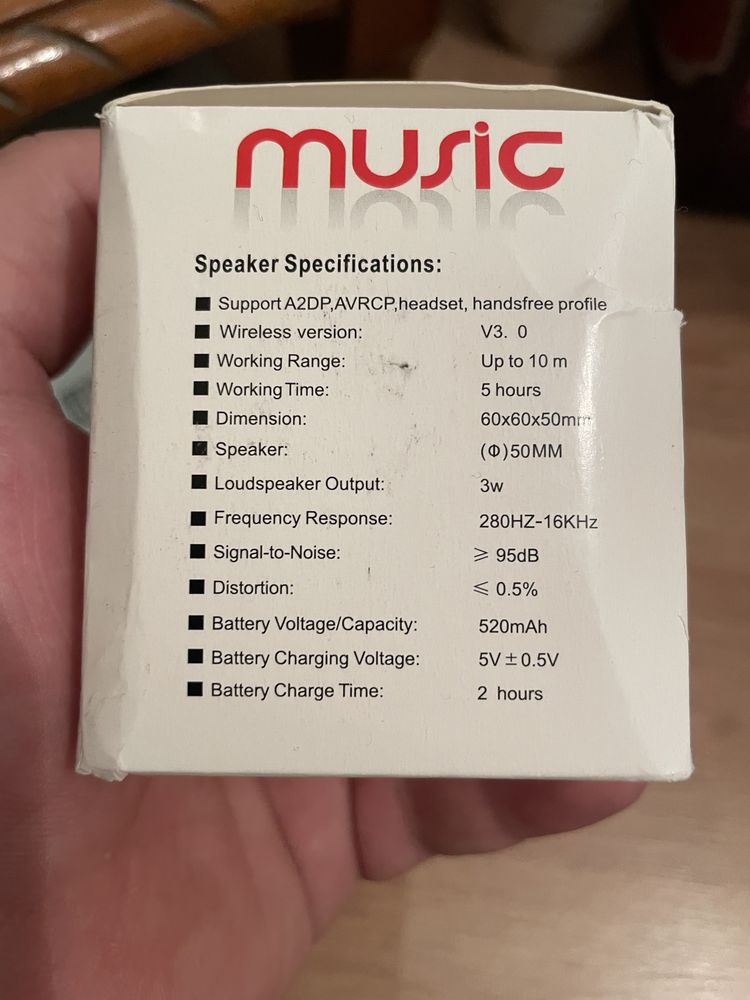 music
Speaker Specifications:
■ Support A2DP,AVRCP,headset, handsfree profile
■ Wireless version: V3. 0
■ Working Range: Up to 10 m
■ Working Time: 5 hours
■ Dimension: 60x60x50mm
■ Speaker: (Φ)50MM
■ Loudspeaker Output: 3w
■ Frequency Response: 280HZ-16KHz
■ Signal-to-Noise: ≥ 95dB
■ Distortion: ≤ 0.5%
■ Battery Voltage/Capacity: 520mAh
■ Battery Charging Voltage: 5V±0.5V
■ Battery Charge Time: 2 hours